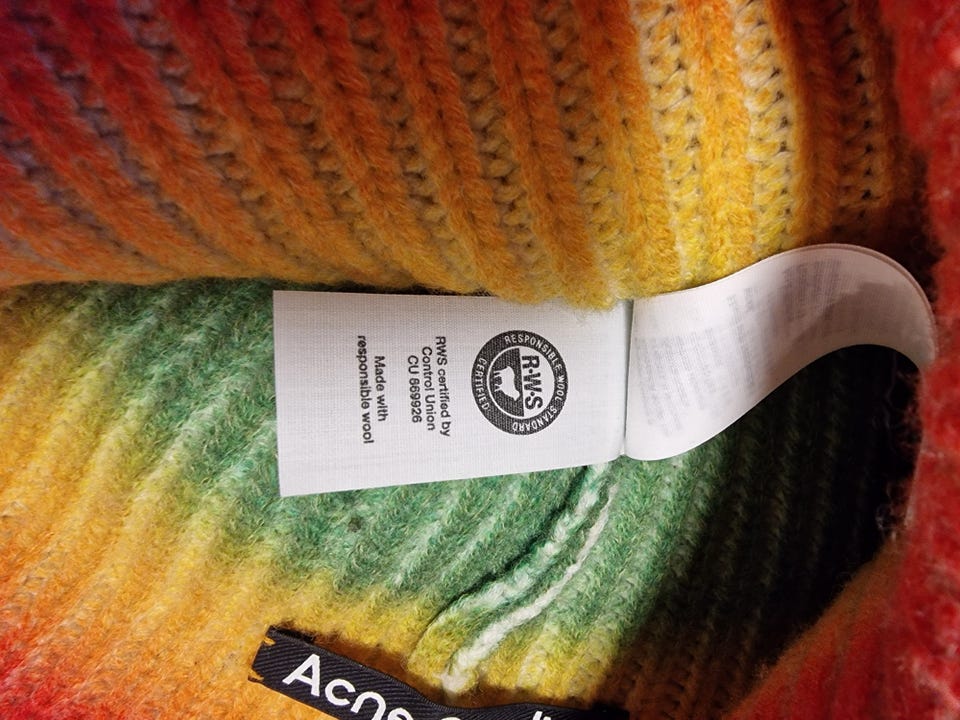 RESPONSIBLE WOOL STANDARD
R·W·S
CERTIFIED
RWS certified by
Control Union
CU 869926
Made with
responsible wool
Acne